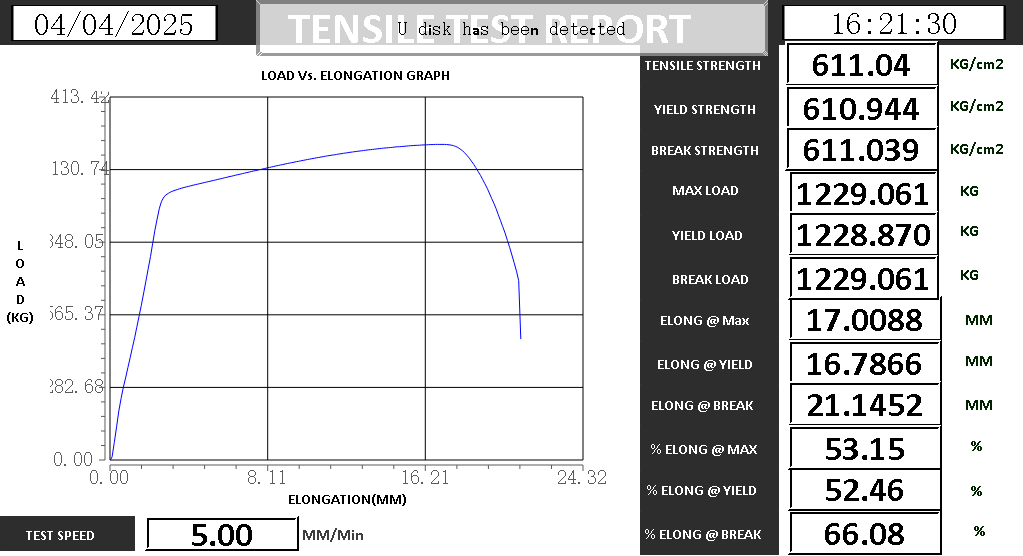 04/04/2025
TENSILE TEST REPORT
U disk has been detected
16:21:30
LOAD Vs. ELONGATION GRAPH
TENSILE STRENGTH 611.04 KG/cm2
YIELD STRENGTH 610.944 KG/cm2
BREAK STRENGTH 611.039 KG/cm2
MAX LOAD 1229.061 KG
YIELD LOAD 1228.870 KG
BREAK LOAD 1229.061 KG
ELONG @ Max 17.0088 MM
ELONG @ YIELD 16.7866 MM
ELONG @ BREAK 21.1452 MM
% ELONG @ MAX 53.15 %
% ELONG @ YIELD 52.46 %
% ELONG @ BREAK 66.08 %
413.42
130.74
348.05
565.37
282.68
0.00
LOAD
(KG)
0.00 8.11 16.21 24.32
ELONGATION(MM)
TEST SPEED 5.00 MM/Min